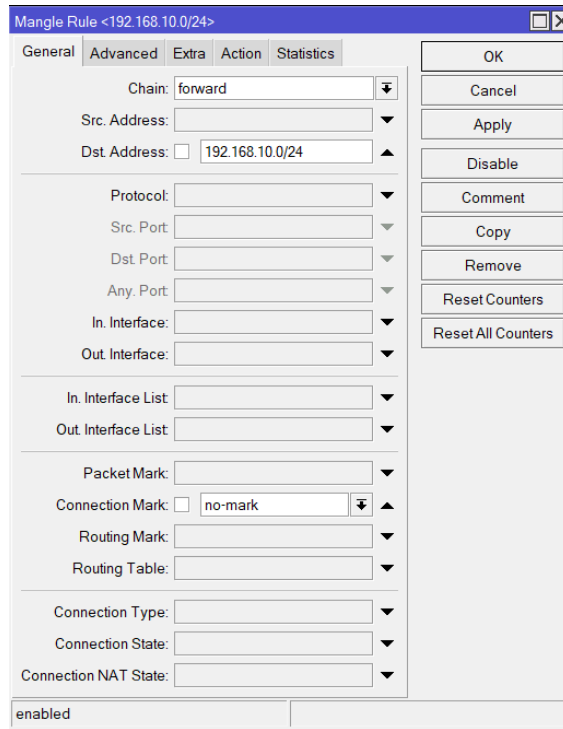 Mangle Rule <192.168.10.0/24>
General Advanced Extra Action Statistics
Chain: forward
Src. Address:
Dst. Address: 192.168.10.0/24
Protocol:
Src. Port:
Dst. Port:
Any. Port:
In. Interface:
Out. Interface:
In. Interface List:
Out. Interface List:
Packet Mark:
Connection Mark: no-mark
Routing Mark:
Routing Table:
Connection Type:
Connection State:
Connection NAT State:
enabled
OK
Cancel
Apply
Disable
Comment
Copy
Remove
Reset Counters
Reset All Counters